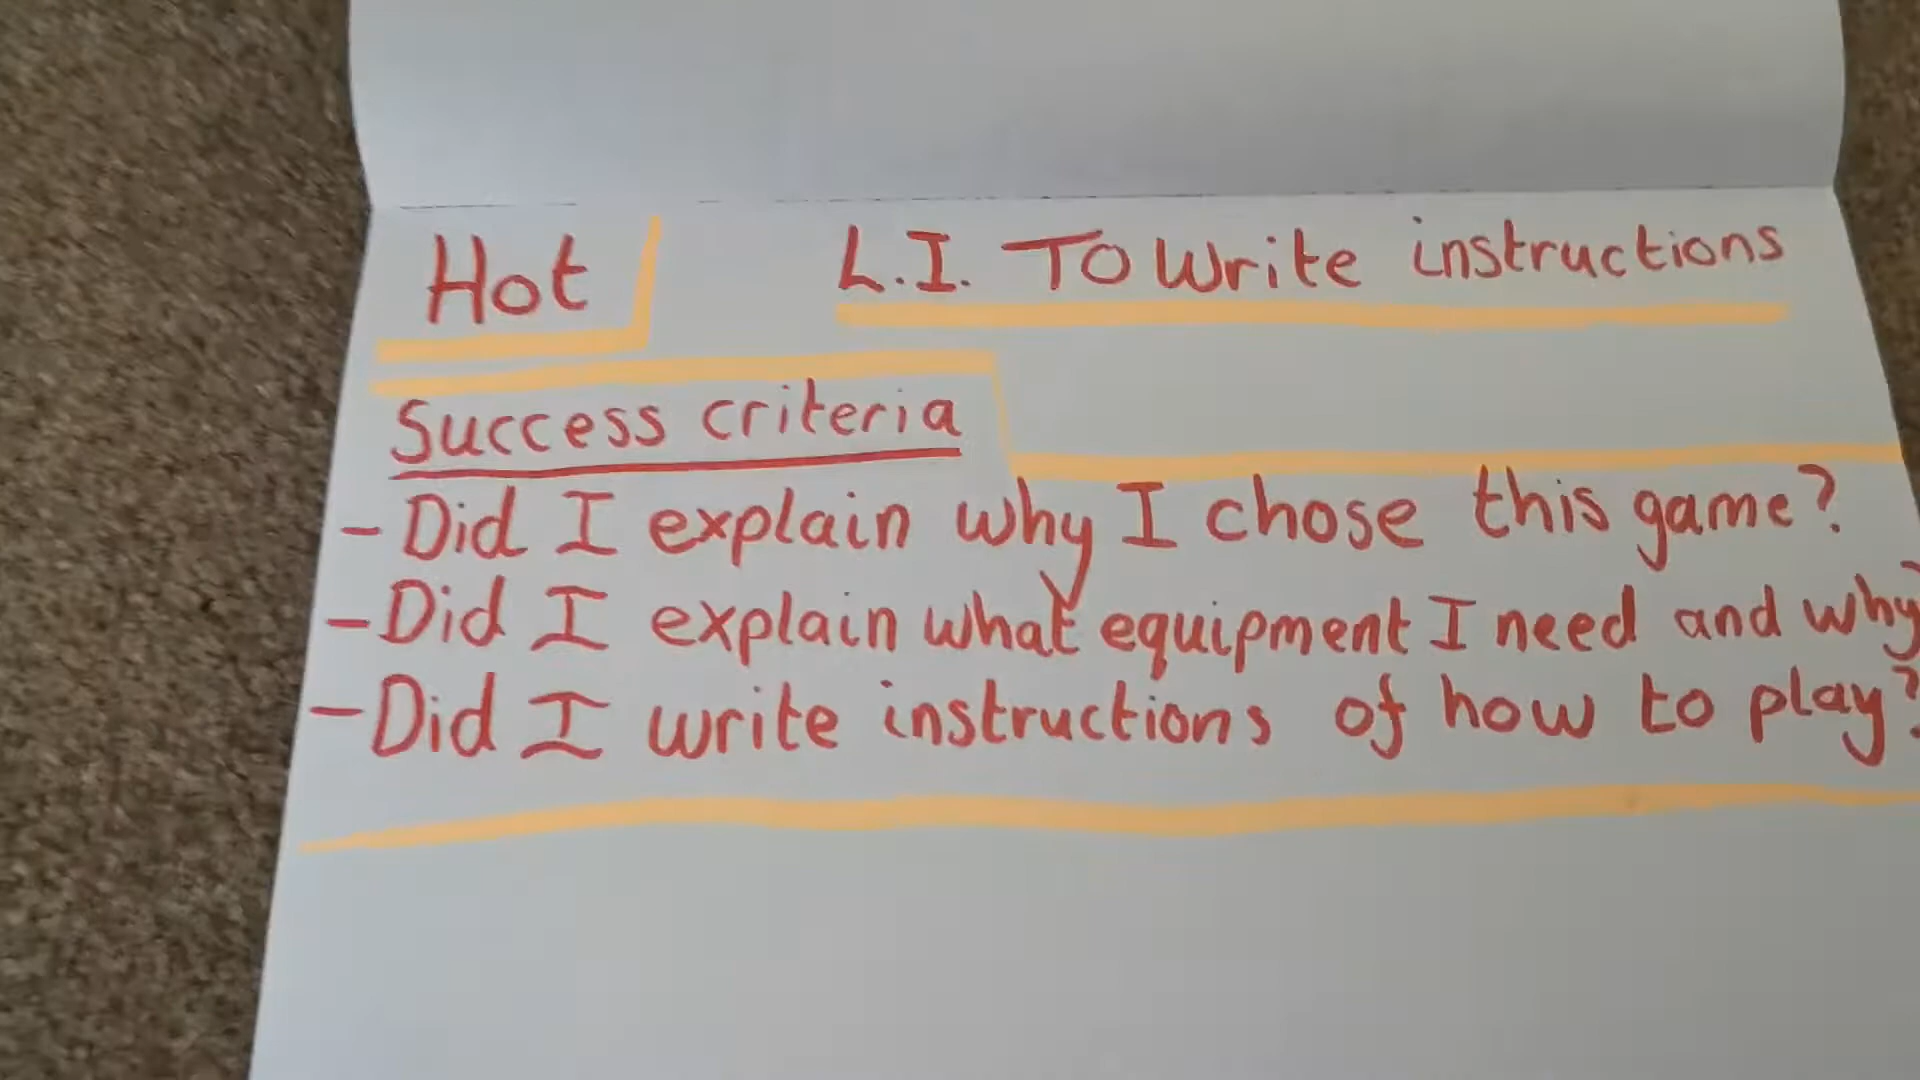 Hot
L.I. To Write instructions
Success criteria
- Did I explain why I chose this game?
- Did I explain what equipment I need and why?
- Did I write instructions of how to play?